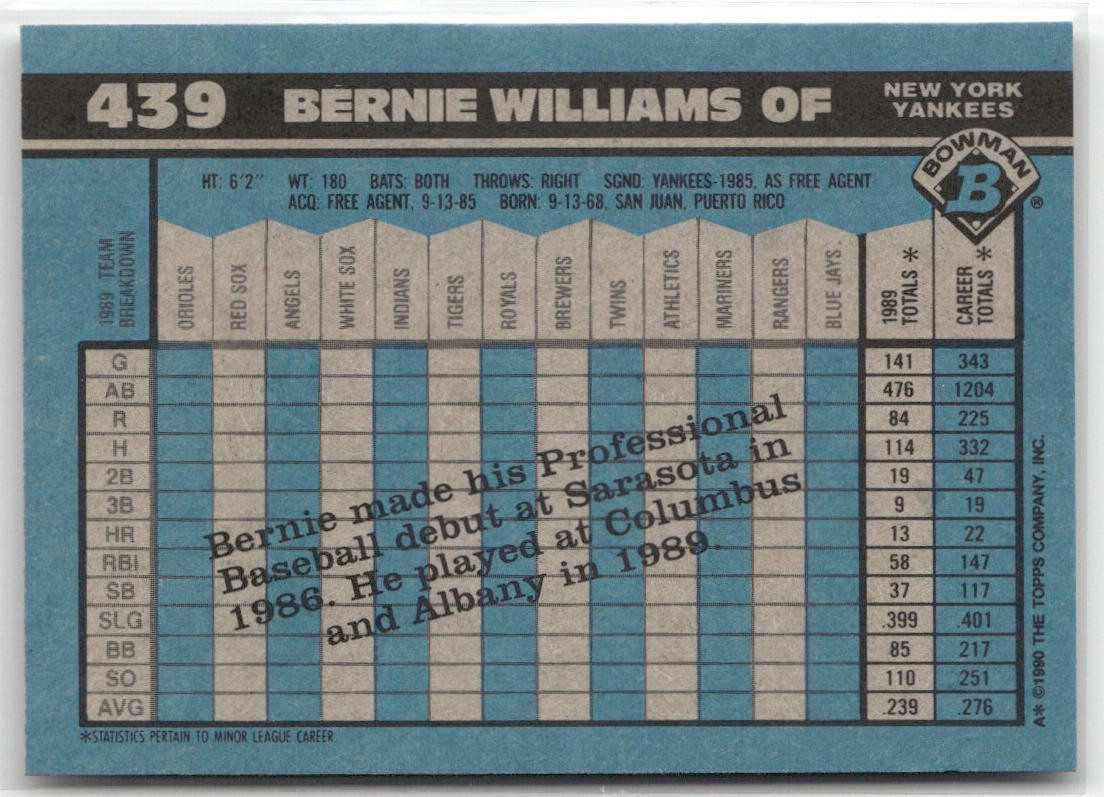 439 BERNIE WILLIAMS OF NEW YORK YANKEES
BOWMAN
B
®
HT: 6'2" WT: 180 BATS: BOTH THROWS: RIGHT SGND: YANKEES-1985, AS FREE AGENT
ACQ: FREE AGENT, 9-13-85 BORN: 9-13-68, SAN JUAN, PUERTO RICO
1989 TEAM BREAKDOWN ORIOLES RED SOX ANGELS WHITE SOX INDIANS TIGERS ROYALS BREWERS TWINS ATHLETICS MARINERS RANGERS BLUE JAYS 1989 TOTALS * CAREER TOTALS *
G 141 343
AB 476 1204
R 84 225
H 114 332
2B 19 47
3B 9 19
HR 13 22
RBI 58 147
SB 37 117
SLG .399 .401
BB 85 217
SO 110 251
AVG .239 .276
Bernie made his Professional
Baseball debut at Sarasota in
1986. He played at Columbus
and Albany in 1989.
*STATISTICS PERTAIN TO MINOR LEAGUE CAREER
A* ©1990 THE TOPPS COMPANY, INC.